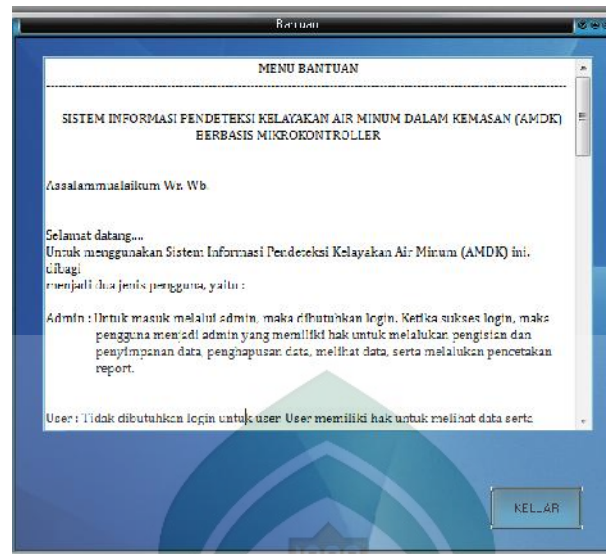 Bantuan
MENU BANTUAN
SISTEM INFORMASI PENDETEKSI KELAYAKAN AIR MINUM DALAM KEMASAN (AMDK)
BERBASIS MIKROKONTROLLER
Assalammualaikum Wr. Wb.
Selamat datang....
Untuk menggunakan Sistem Informasi Pendeteksi Kelayakan Air Minum (AMDK) ini,
dibagi
menjadi dua jenis pengguna, yaitu :
Admin : Untuk masuk melalui admin, maka dibutuhkan login. Ketika sukses login, maka
pengguna menjadi admin yang memiliki hak untuk melalukan pengisian dan
penyimpanan data, penghapusan data, melihat data, serta melalukan pencetakan
report.
User : Tidak dibutuhkan login untuk user User memiliki hak untuk melihat data serta
KELUAR